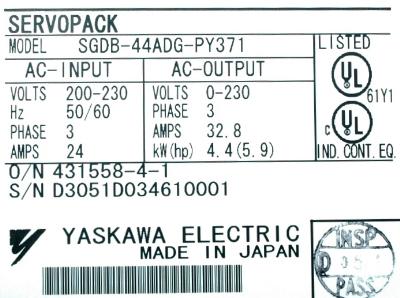 SERVOPACK
MODEL SGDB-44ADG-PY371
LISTED
AC-INPUT AC-OUTPUT
VOLTS 200-230 VOLTS 0-230
UL
61Y1
Hz 50/60 PHASE 3
PHASE 3 AMPS 32.8
c UL
AMPS 24 kW(hp) 4.4(5.9)
IND. CONT. EQ.
O/N 431558-4-1
S/N D3051D034610001
YASKAWA ELECTRIC
MADE IN JAPAN
INSP
PASS